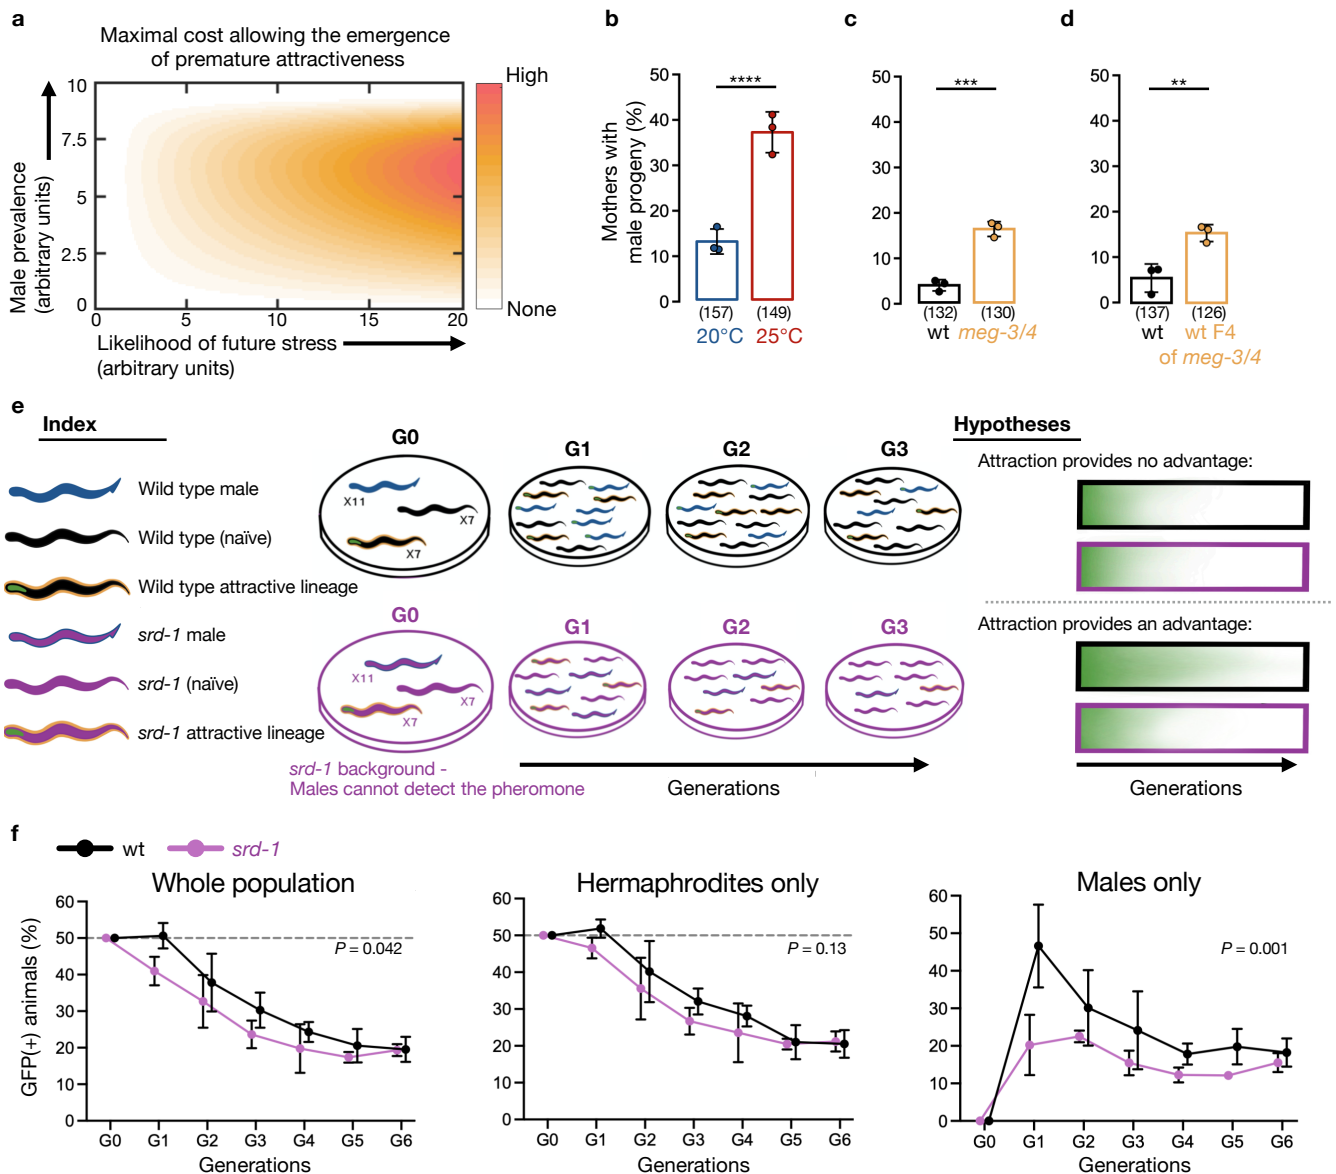 a
Maximal cost allowing the emergence
of premature attractiveness
10
7.5
5
2.5
0
Male prevalence
(arbitrary units)
0
5
10
15
20
Likelihood of future stress
(arbitrary units)
High
None
b
Mothers with
male progeny (%)
50
40
30
20
10
0
****
(157)
(149)
20°C
25°C
c
50
40
30
20
10
0
***
(132)
(130)
wt
meg-3/4
d
50
40
30
20
10
0
**
(137)
(126)
wt
wt F4
of meg-3/4
e
Index
Wild type male
Wild type (naïve)
Wild type attractive lineage
srd-1 male
srd-1 (naïve)
srd-1 attractive lineage
G0
X11
X7
X7
G1
G2
G3
G0
X11
X7
X7
G1
G2
G3
srd-1 background -
Males cannot detect the pheromone
Generations
Hypotheses
Attraction provides no advantage:
Attraction provides an advantage:
Generations
f
wt
srd-1
Whole population
GFP(+) animals (%)
60
50
40
30
20
10
0
P = 0.042
G0
G1
G2
G3
G4
G5
G6
Generations
Hermaphrodites only
60
50
40
30
20
10
0
P = 0.13
G0
G1
G2
G3
G4
G5
G6
Generations
Males only
60
50
40
30
20
10
0
P = 0.001
G0
G1
G2
G3
G4
G5
G6
Generations